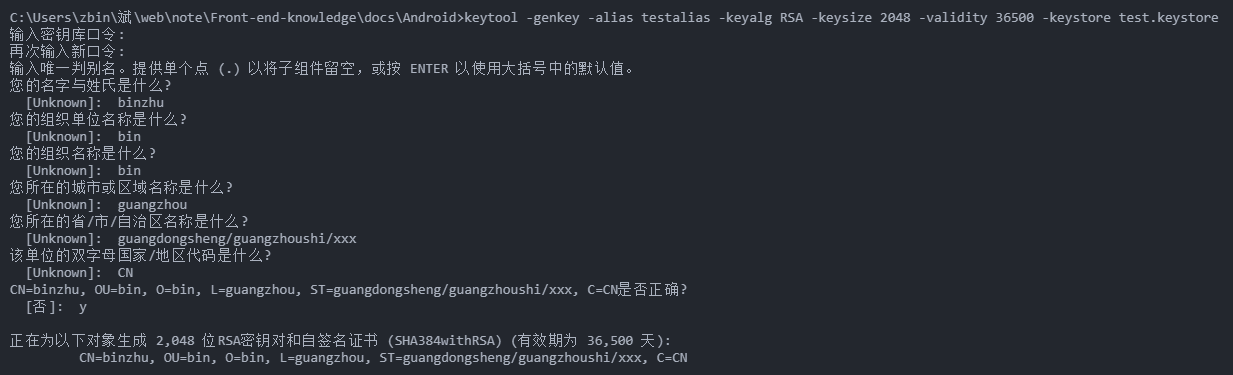 C:\Users\zbin\斌\web\note\Front-end-knowledge\docs\Android>keytool -genkey -alias testalias -keyalg RSA -keysize 2048 -validity 36500 -keystore test.keystore
输入密钥库口令:
再次输入新口令:
输入唯一判别名。提供单个点 (.) 以将子组件留空，或按 ENTER 以使用大括号中的默认值。
您的名字与姓氏是什么?
[Unknown]:  binzhu
您的组织单位名称是什么?
[Unknown]:  bin
您的组织名称是什么?
[Unknown]:  bin
您所在的城市或区域名称是什么?
[Unknown]:  guangzhou
您所在的省/市/自治区名称是什么?
[Unknown]:  guangdongsheng/guangzhoushi/xxx
该单位的双字母国家/地区代码是什么?
[Unknown]:  CN
CN=binzhu, OU=bin, O=bin, L=guangzhou, ST=guangdongsheng/guangzhoushi/xxx, C=CN是否正确?
[否]:  y
正在为以下对象生成 2,048 位RSA密钥对和自签名证书 (SHA384withRSA) (有效期为 36,500 天):
CN=binzhu, OU=bin, O=bin, L=guangzhou, ST=guangdongsheng/guangzhoushi/xxx, C=CN